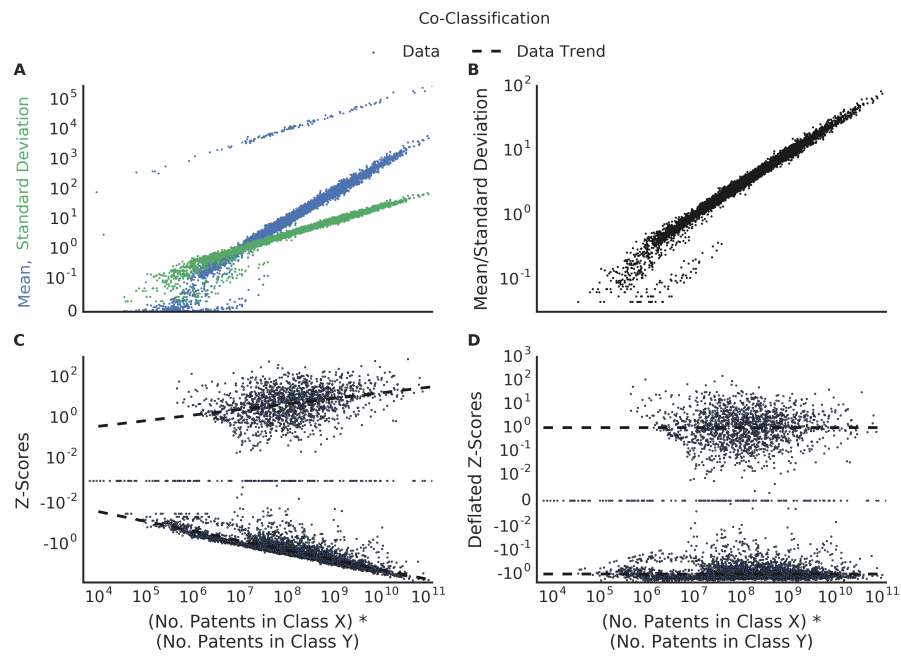 Co-Classification
Data
Data Trend
A
Mean, Standard Deviation
10^5
10^4
10^3
10^2
10^1
10^0
10^-1
0
B
Mean/Standard Deviation
10^2
10^1
10^0
10^-1
C
Z-Scores
10^2
10^0
10^-2
-10^-2
-10^0
10^4 10^5 10^6 10^7 10^8 10^9 10^10 10^11
(No. Patents in Class X) *
(No. Patents in Class Y)
D
Deflated Z-Scores
10^3
10^2
10^1
10^0
10^-1
10^-2
0
-10^-2
-10^-1
-10^0
10^4 10^5 10^6 10^7 10^8 10^9 10^10 10^11
(No. Patents in Class X) *
(No. Patents in Class Y)